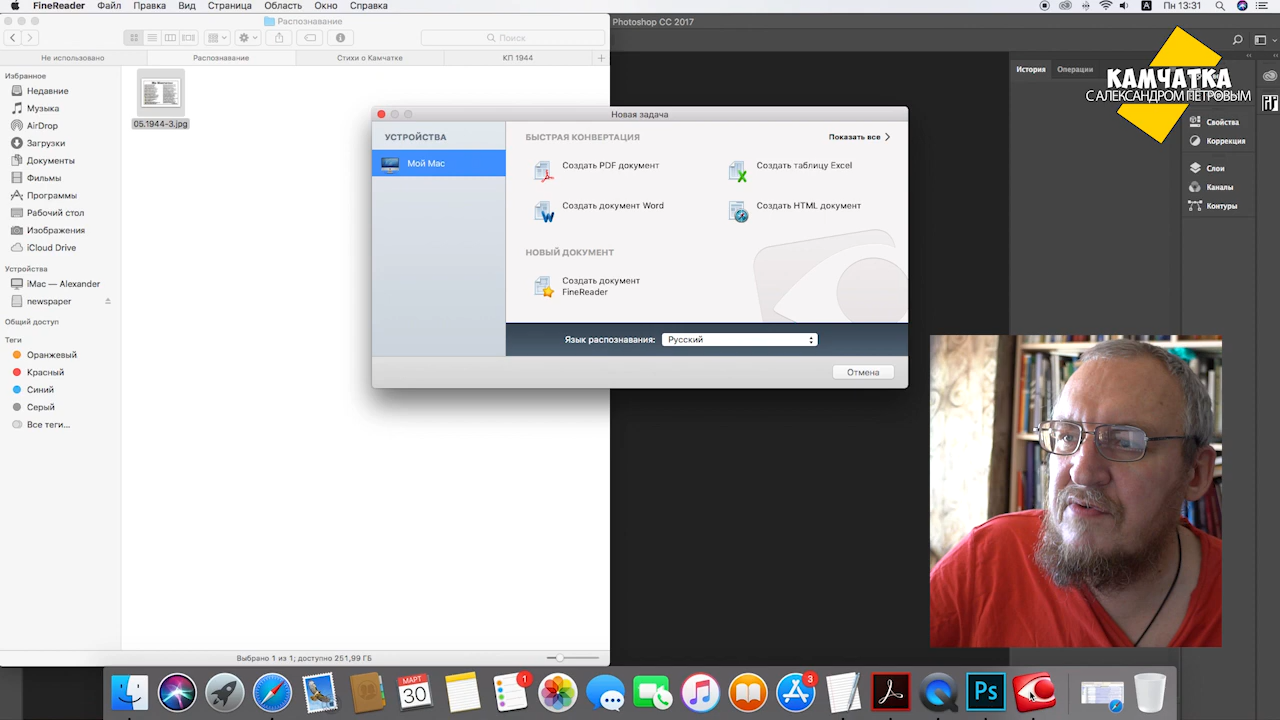 FineReader Файл Правка Вид Страница Область Окно Справка
Пн 13:31
Распознавание
Photoshop CC 2017
Поиск
Не использовано Распознавание Стихи о Камчатке КП 1944
Избранное
Недавние
Музыка
AirDrop
Загрузки
Документы
Фильмы
Программы
Рабочий стол
Изображения
iCloud Drive
Устройства
iMac — Alexander
newspaper
Общий доступ
Теги
Оранжевый
Красный
Синий
Серый
Все теги...
05.1944-3.jpg
Выбрано 1 из 1; доступно 251,99 ГБ
Новая задача
УСТРОЙСТВА
Мой Mac
БЫСТРАЯ КОНВЕРТАЦИЯ
Показать все
Создать PDF документ
Создать таблицу Excel
Создать документ Word
Создать HTML документ
НОВЫЙ ДОКУМЕНТ
Создать документ
FineReader
Язык распознавания: Русский
Отмена
История Операции
КАМЧАТКА
С АЛЕКСАНДРОМ ПЕТРОВЫМ
Свойства
Коррекция
Слои
Каналы
Контуры
МАРТ
30
1
3
Ps